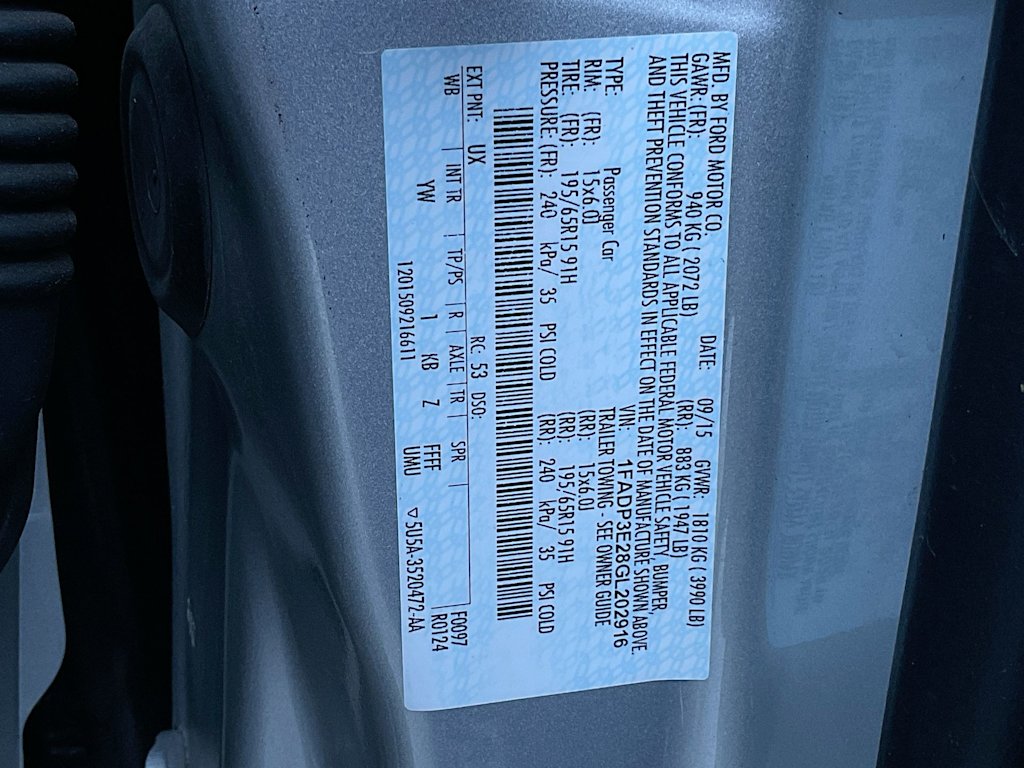 MFD. BY FORD MOTOR CO.
DATE: 09/15 GVWR: 1810 KG ( 3990 LB)
GAWR: (FR): 940 KG ( 2072 LB) (RR): 883 KG ( 1947 LB)
THIS VEHICLE CONFORMS TO ALL APPLICABLE FEDERAL MOTOR VEHICLE SAFETY, BUMPER,
AND THEFT PREVENTION STANDARDS IN EFFECT ON THE DATE OF MANUFACTURE SHOWN ABOVE.
VIN: 1FADP3E28GL202916
TYPE: Passenger Car TRAILER TOWING - SEE OWNER GUIDE
RIM: (FR): 15x6.0J (RR): 15x6.0J
TIRE: (FR): 195/65R15 91H (RR): 195/65R15 91H
PRESSURE: (FR): 240 kPa/ 35 PSI COLD (RR): 240 kPa/ 35 PSI COLD
EXT PNT: UX RC: 53 DSO: F0097
WB INT TR TP/PS R AXLE TR SPR R0124
YW 1 KB Z FFFF
UMU
1201509216611 5U5A-3520472-AA